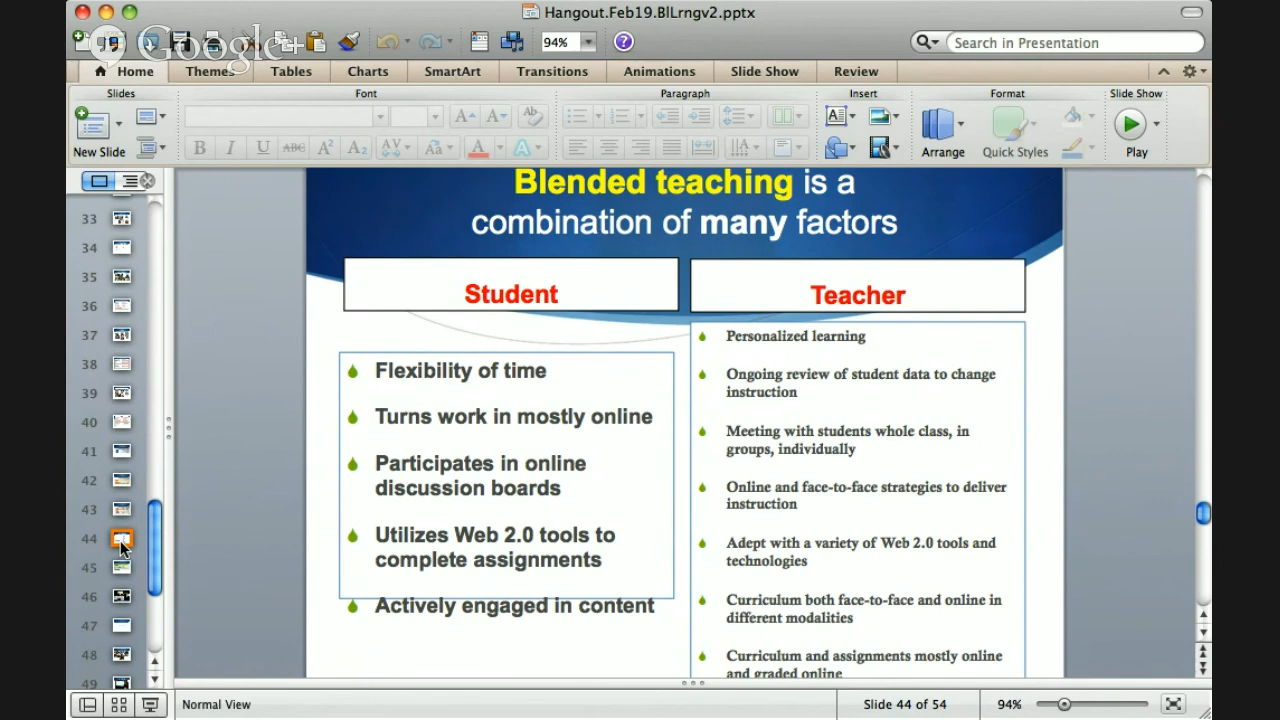 Hangout.Feb19.BlLrngv2.pptx
Google+
94%
Search in Presentation
Home Themes Tables Charts SmartArt Transitions Animations Slide Show Review
Slides Font Paragraph Insert Format Slide Show
New Slide Arrange Quick Styles Play
Blended teaching is a
combination of many factors
Student
Flexibility of time
Turns work in mostly online
Participates in online
discussion boards
Utilizes Web 2.0 tools to
complete assignments
Actively engaged in content
Teacher
Personalized learning
Ongoing review of student data to change
instruction
Meeting with students whole class, in
groups, individually
Online and face-to-face strategies to deliver
instruction
Adept with a variety of Web 2.0 tools and
technologies
Curriculum both face-to-face and online in
different modalities
Curriculum and assignments mostly online
and graded online
33
34
35
36
37
38
39
40
41
42
43
44
45
46
47
48
49
Normal View Slide 44 of 54 94%